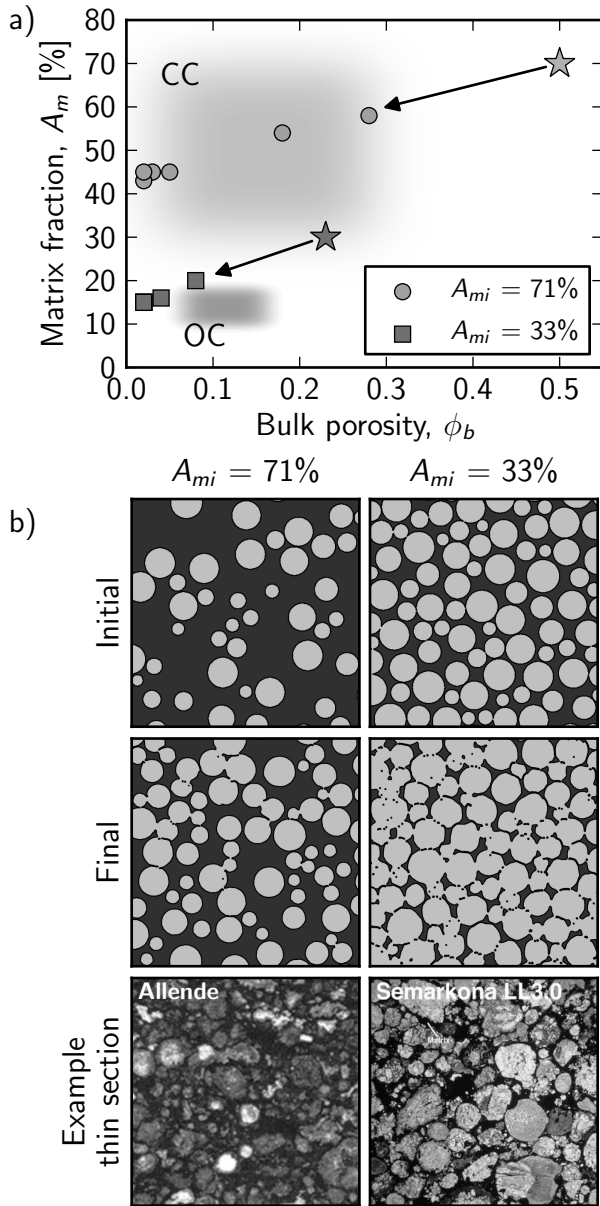 a)
80
70
60
50
40
30
20
10
0
Matrix fraction, A_m [%]
CC
OC
A_mi = 71%
A_mi = 33%
0.0 0.1 0.2 0.3 0.4 0.5
Bulk porosity, ϕ_b
A_mi = 71% A_mi = 33%
b)
Initial
Final
Example
thin section
Allende
Semarkona LL3.0
Matrix